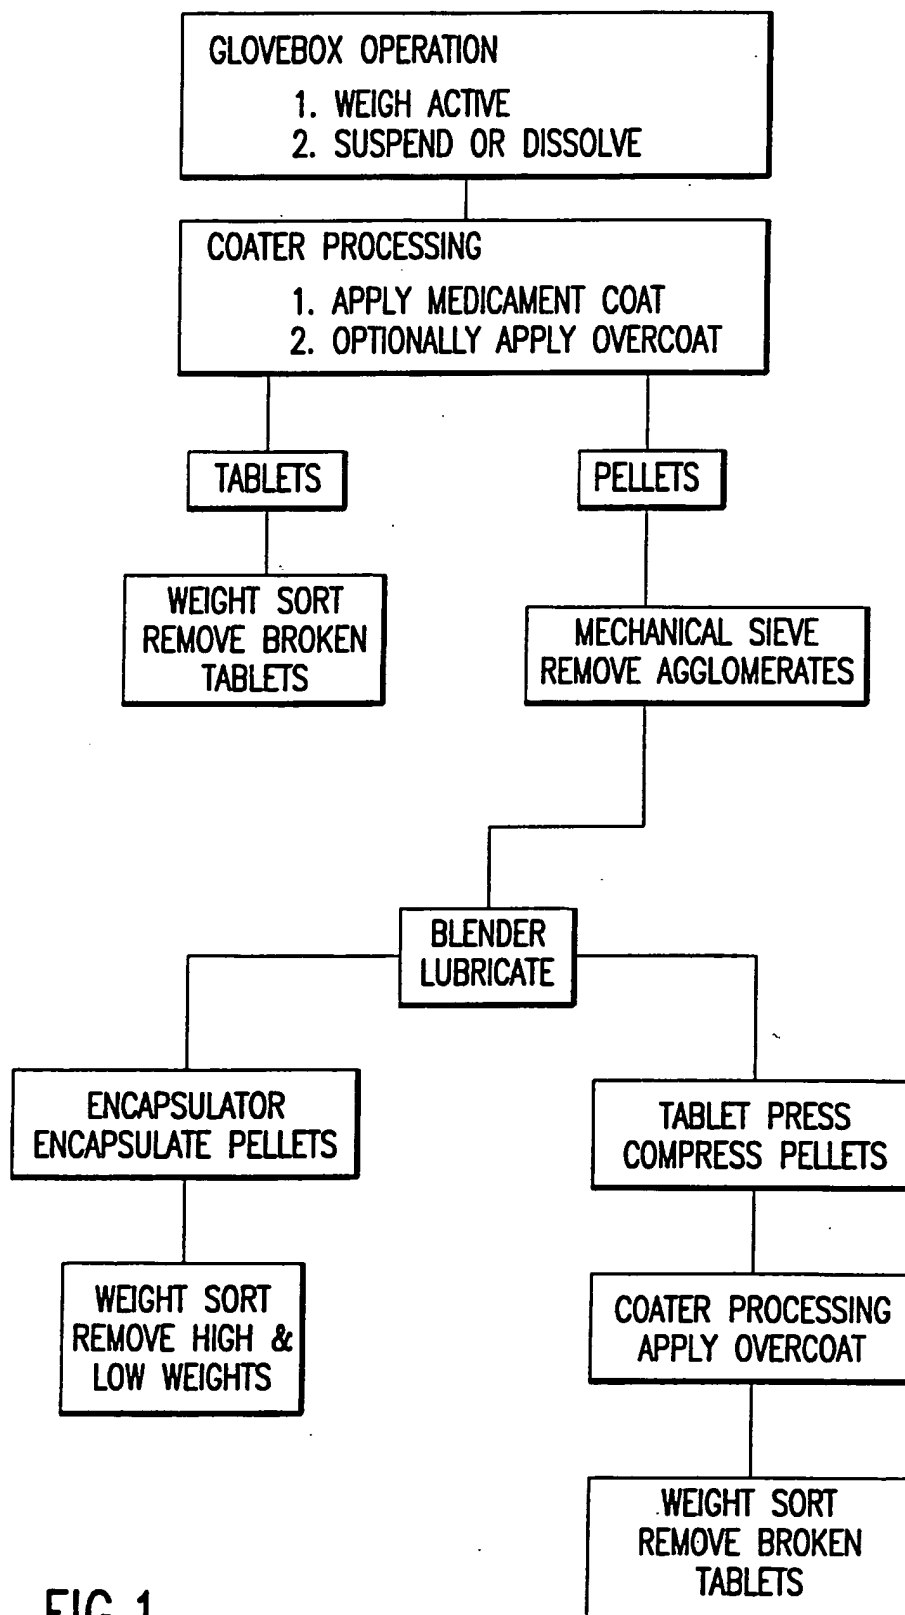 GLOVEBOX OPERATION
1. WEIGH ACTIVE
2. SUSPEND OR DISSOLVE
COATER PROCESSING
1. APPLY MEDICAMENT COAT
2. OPTIONALLY APPLY OVERCOAT
TABLETS
PELLETS
WEIGHT SORT
REMOVE BROKEN
TABLETS
MECHANICAL SIEVE
REMOVE AGGLOMERATES
BLENDER
LUBRICATE
ENCAPSULATOR
ENCAPSULATE PELLETS
TABLET PRESS
COMPRESS PELLETS
WEIGHT SORT
REMOVE HIGH &
LOW WEIGHTS
COATER PROCESSING
APPLY OVERCOAT
WEIGHT SORT
REMOVE BROKEN
TABLETS
FIG.1